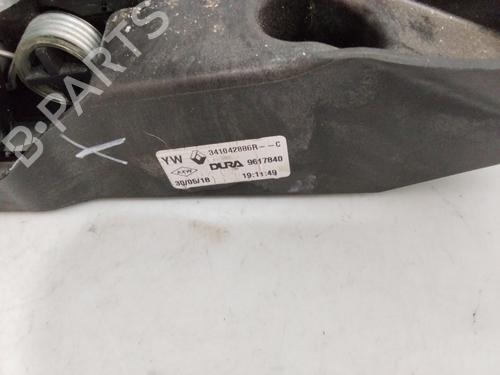 B-PARTS
YW 341042886R--C
DURA 9617840
30/05/18 19:11:49